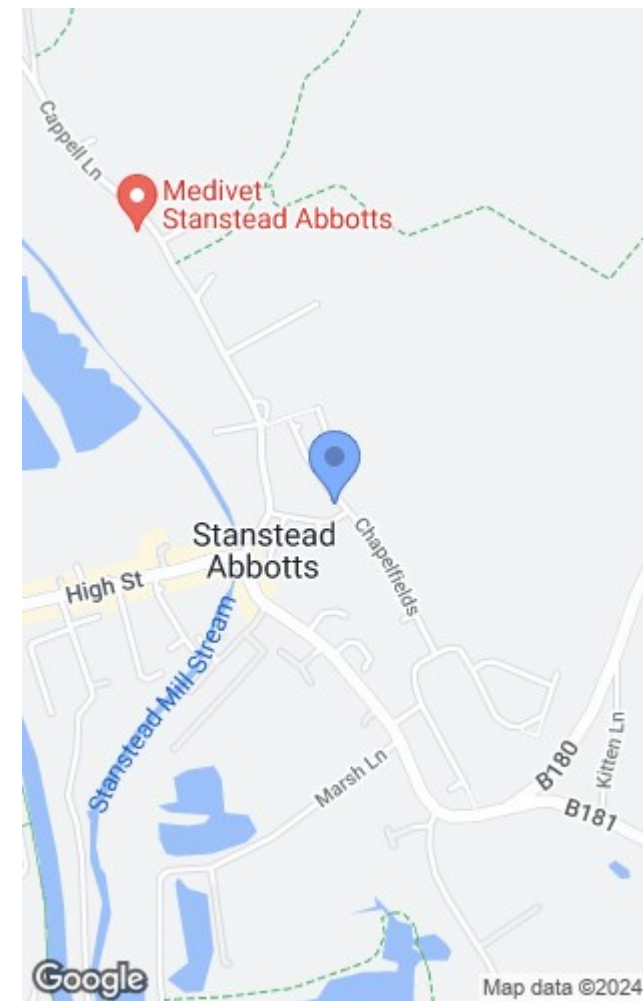 Cappell Ln
Medivet
Stanstead Abbotts
Chapelfields
Stanstead
Abbotts
High St
Stanstead Mill Stream
Marsh Ln
B180
Kitten Ln
B181
Google
Map data ©2024